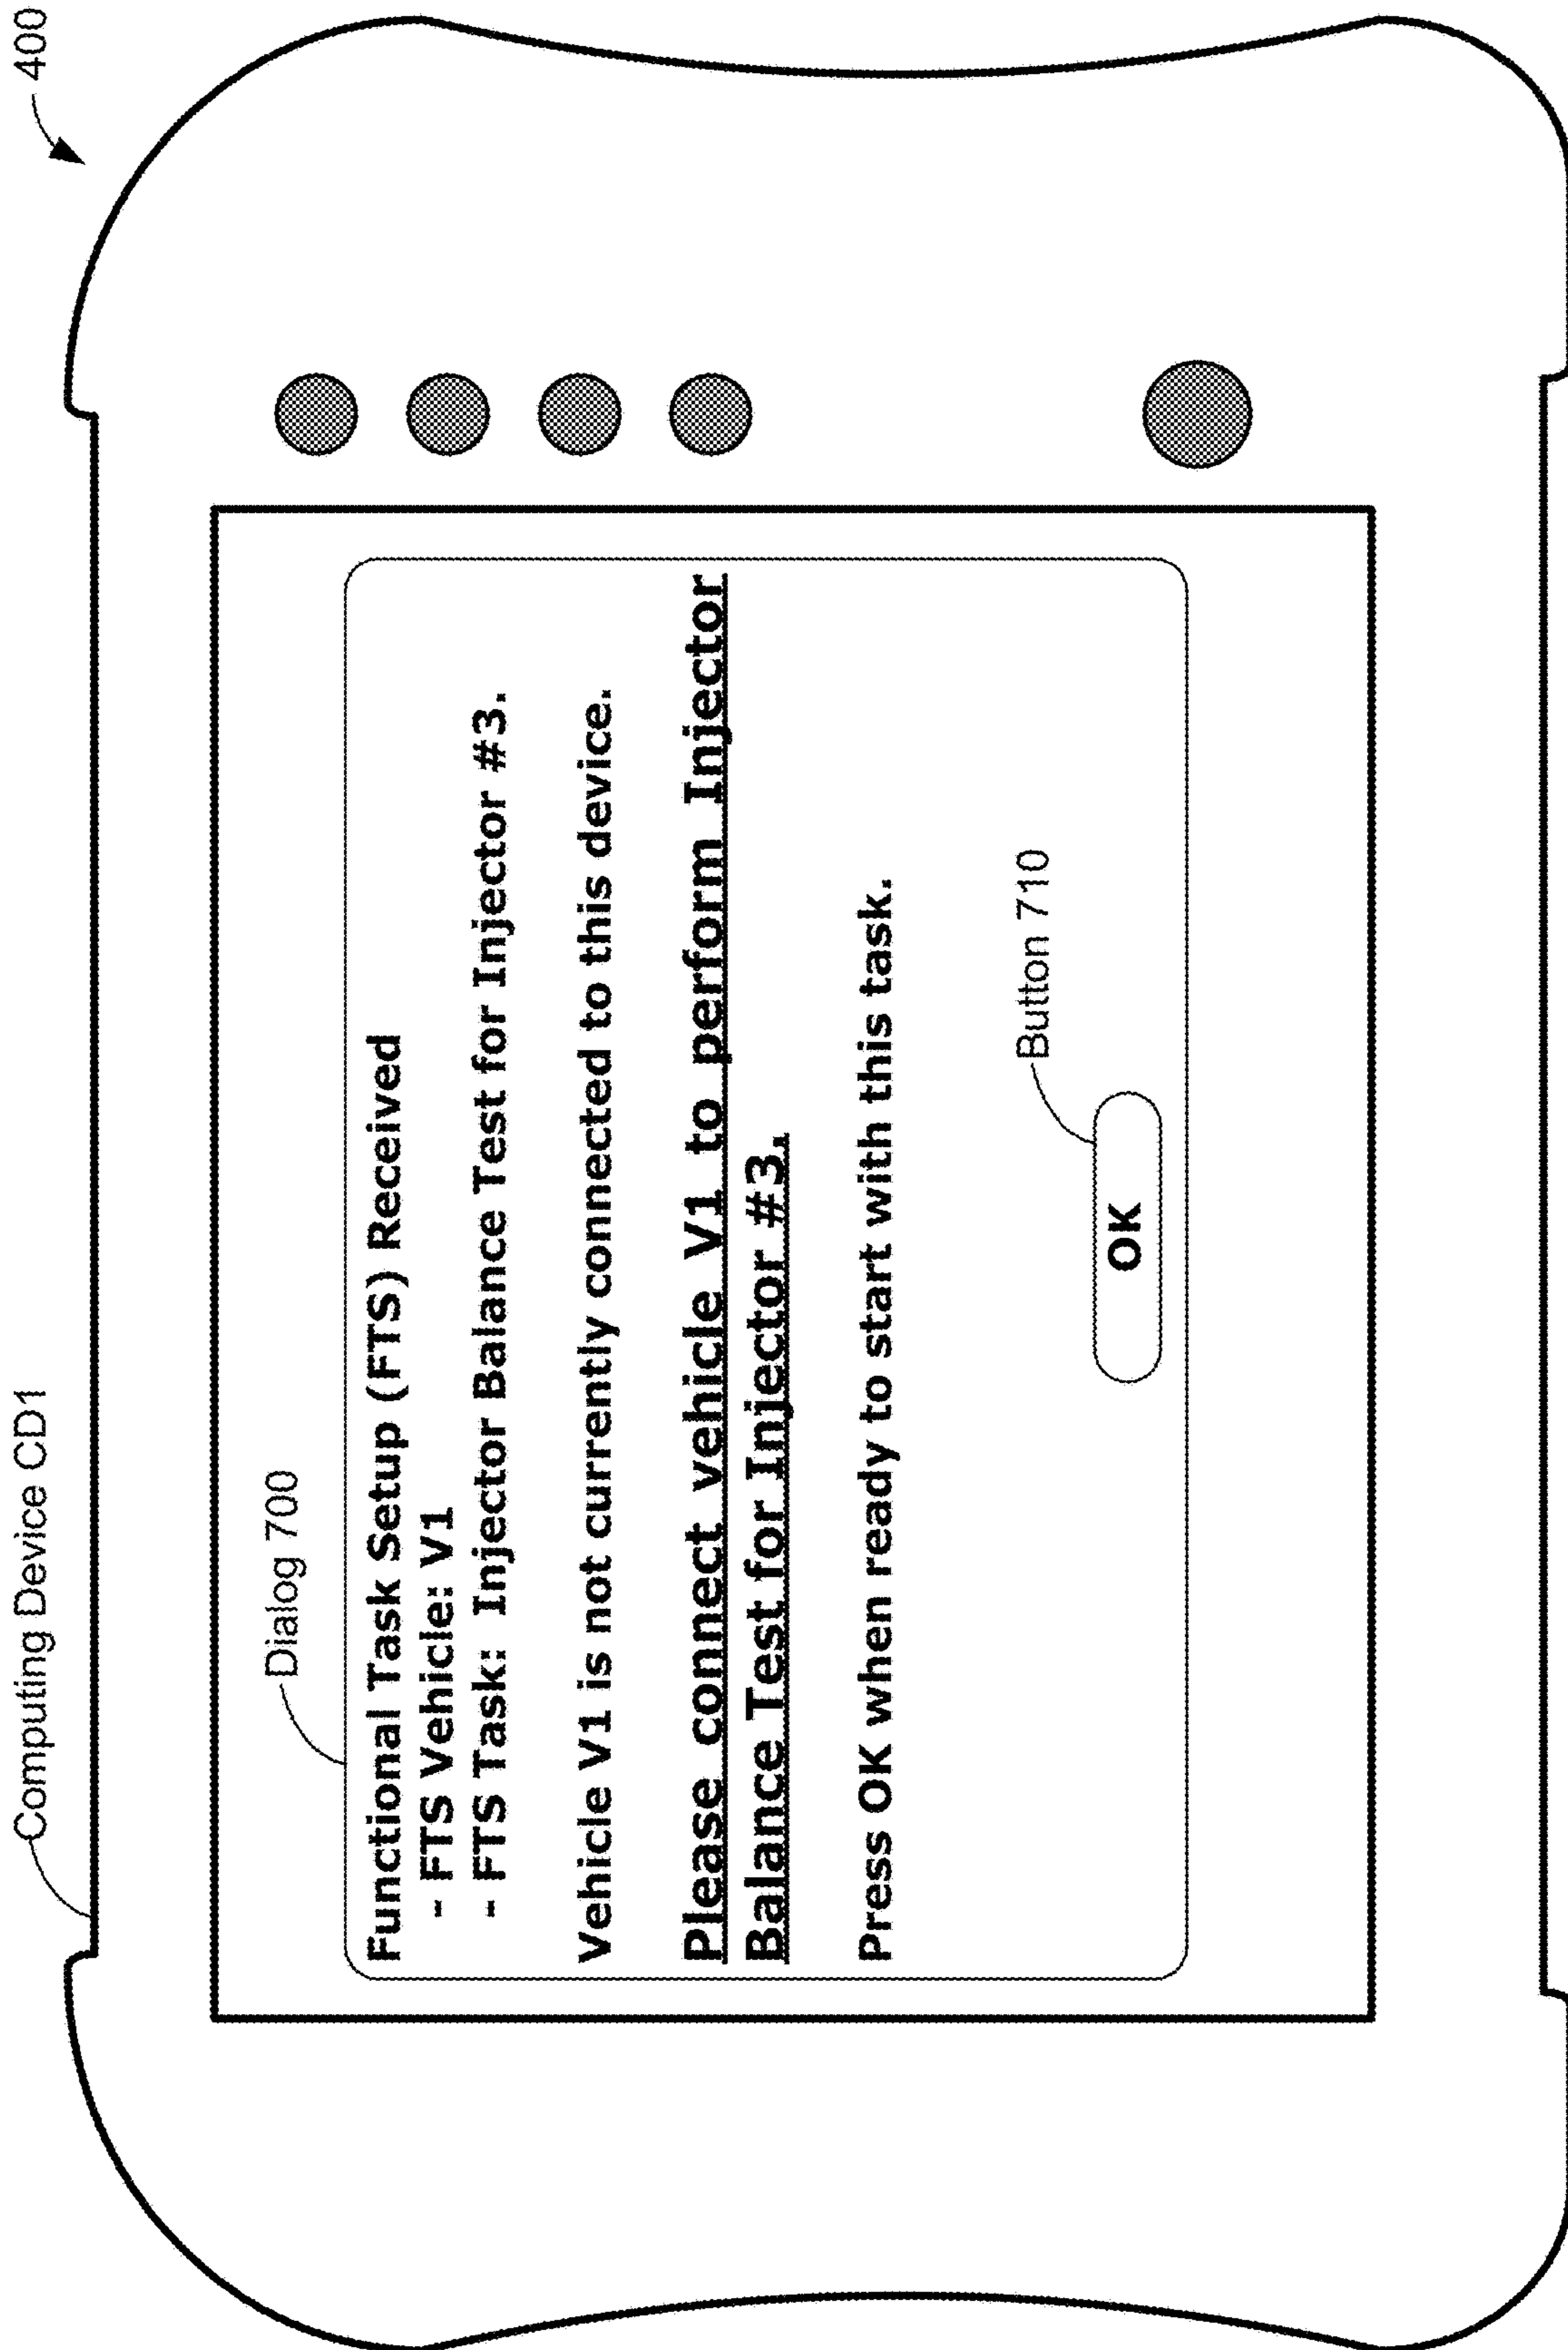 Computing Device CD1
400
Dialog 700
Functional Task Setup (FTS) Received
- FTS Vehicle: V1
- FTS Task: Injector Balance Test for Injector #3.
Vehicle V1 is not currently connected to this device.
Please connect vehicle V1 to perform Injector
Balance Test for Injector #3.
Press OK when ready to start with this task.
Button 710
OK